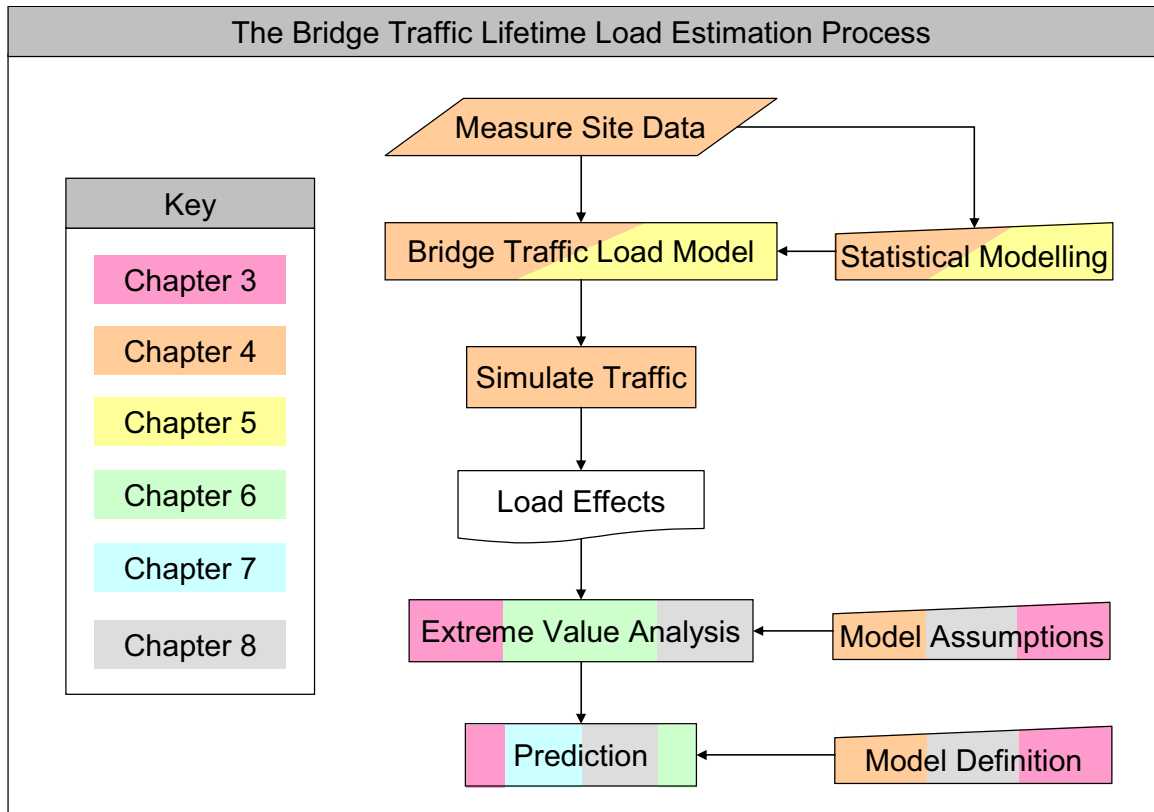 The Bridge Traffic Lifetime Load Estimation Process
Measure Site Data
Key
Chapter 3
Chapter 4
Chapter 5
Chapter 6
Chapter 7
Chapter 8
Bridge Traffic Load Model
Statistical Modelling
Simulate Traffic
Load Effects
Extreme Value Analysis
Model Assumptions
Prediction
Model Definition